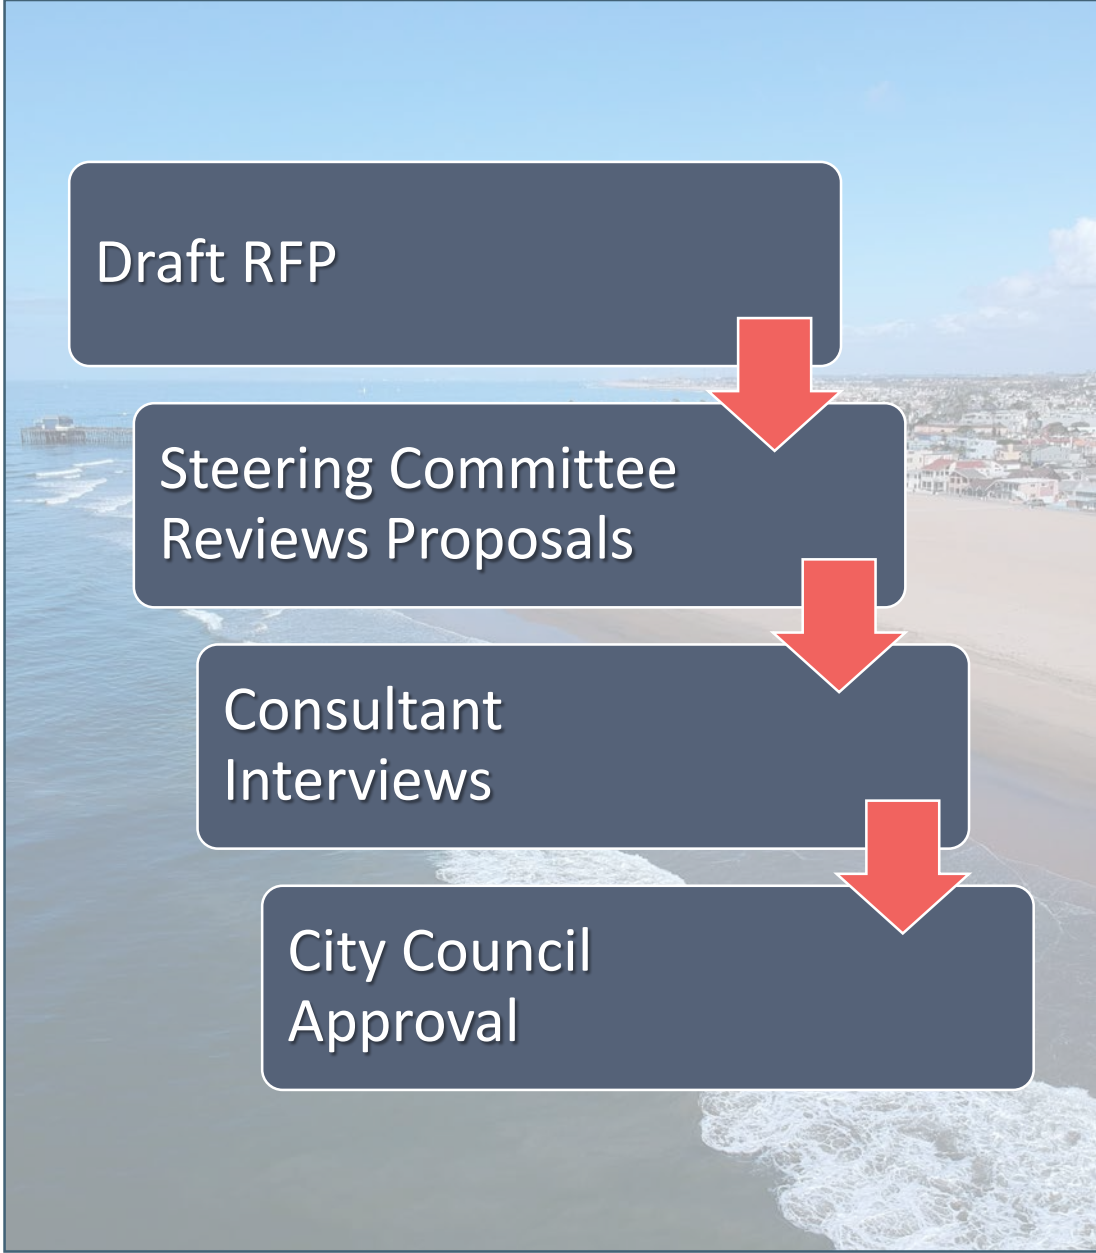 Draft RFP
Steering Committee
Reviews Proposals
Consultant
Interviews
City Council
Approval